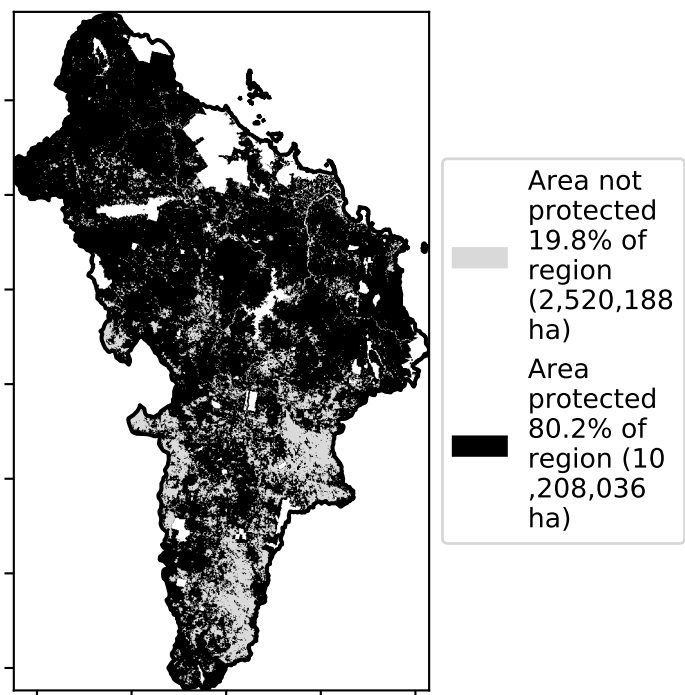 Area not
protected
19.8% of
region
(2,520,188
ha)
Area
protected
80.2% of
region (10
,208,036
ha)